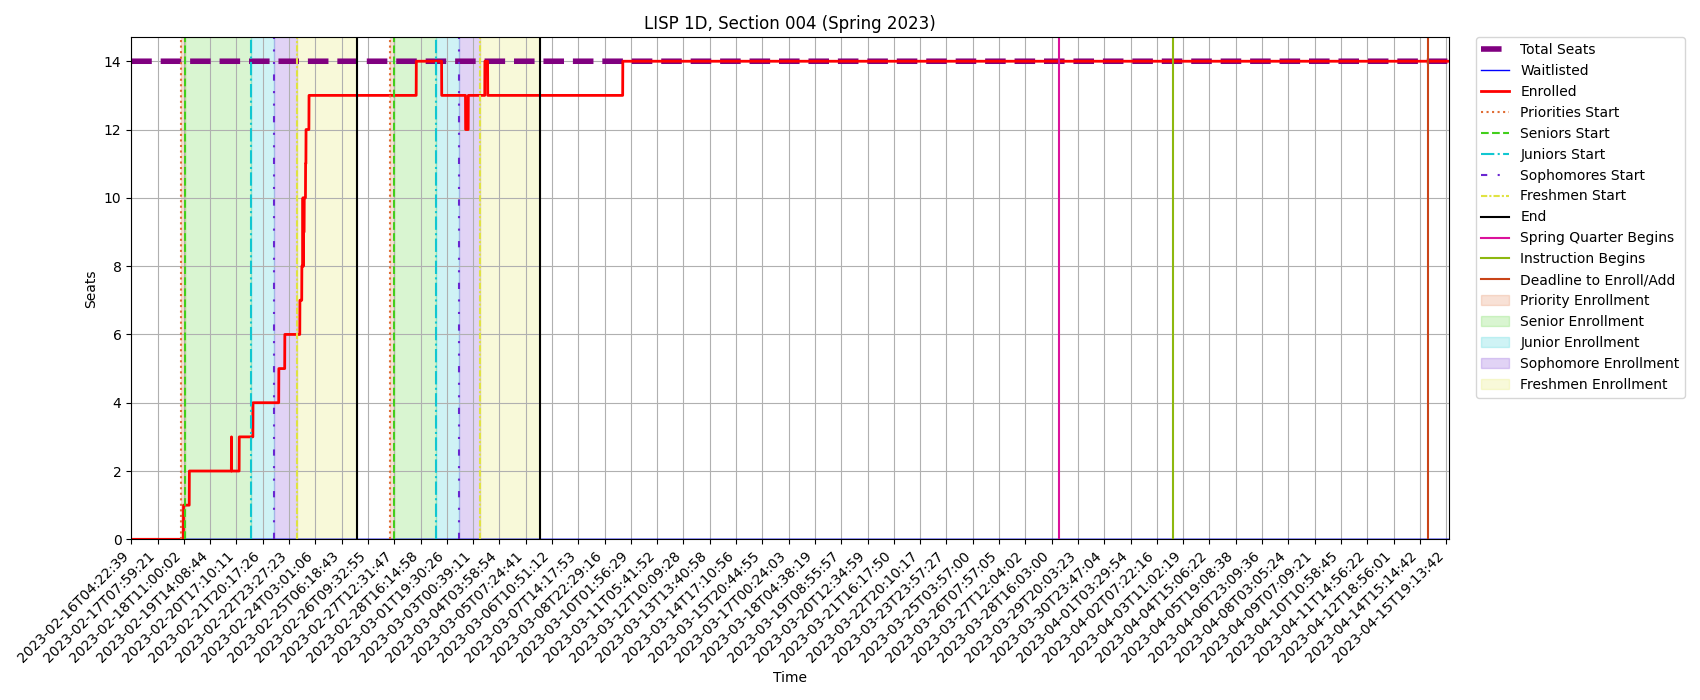 LISP 1D, Section 004 (Spring 2023)
Seats
14
12
10
8
6
4
2
0
2023-02-16T04:22:39
2023-02-17T07:59:21
2023-02-18T11:00:02
2023-02-19T14:08:44
2023-02-20T17:10:11
2023-02-21T20:17:26
2023-02-22T23:27:23
2023-02-24T03:01:06
2023-02-25T06:18:43
2023-02-26T09:32:55
2023-02-27T12:31:47
2023-02-28T16:14:58
2023-03-01T19:30:26
2023-03-03T00:39:11
2023-03-04T03:58:54
2023-03-05T07:24:41
2023-03-06T10:51:12
2023-03-07T14:17:53
2023-03-08T22:29:16
2023-03-10T01:56:29
2023-03-11T05:41:52
2023-03-12T10:09:28
2023-03-13T13:40:58
2023-03-14T17:10:56
2023-03-15T20:44:55
2023-03-17T00:24:03
2023-03-18T04:38:19
2023-03-19T08:55:57
2023-03-20T12:34:59
2023-03-21T16:17:50
2023-03-22T20:10:17
2023-03-23T23:57:27
2023-03-25T03:57:00
2023-03-26T07:57:05
2023-03-27T12:04:02
2023-03-28T16:03:00
2023-03-29T20:03:23
2023-03-30T23:47:04
2023-04-01T03:29:54
2023-04-02T07:22:16
2023-04-03T11:02:19
2023-04-04T15:06:22
2023-04-05T19:08:38
2023-04-06T23:09:36
2023-04-08T03:05:24
2023-04-09T07:09:21
2023-04-10T10:58:45
2023-04-11T14:56:22
2023-04-12T18:56:01
2023-04-14T15:14:42
2023-04-15T19:13:42
Time
Total Seats
Waitlisted
Enrolled
Priorities Start
Seniors Start
Juniors Start
Sophomores Start
Freshmen Start
End
Spring Quarter Begins
Instruction Begins
Deadline to Enroll/Add
Priority Enrollment
Senior Enrollment
Junior Enrollment
Sophomore Enrollment
Freshmen Enrollment